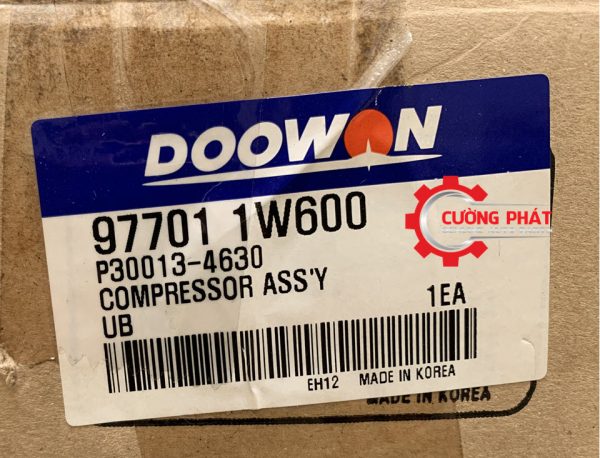 DOOWON
97701 1W600
CƯỜNG PHÁT
P30013-4630
COMPRESSOR ASS'Y
1EA
UB
EH12 MADE IN KOREA
MADE IN KOREA